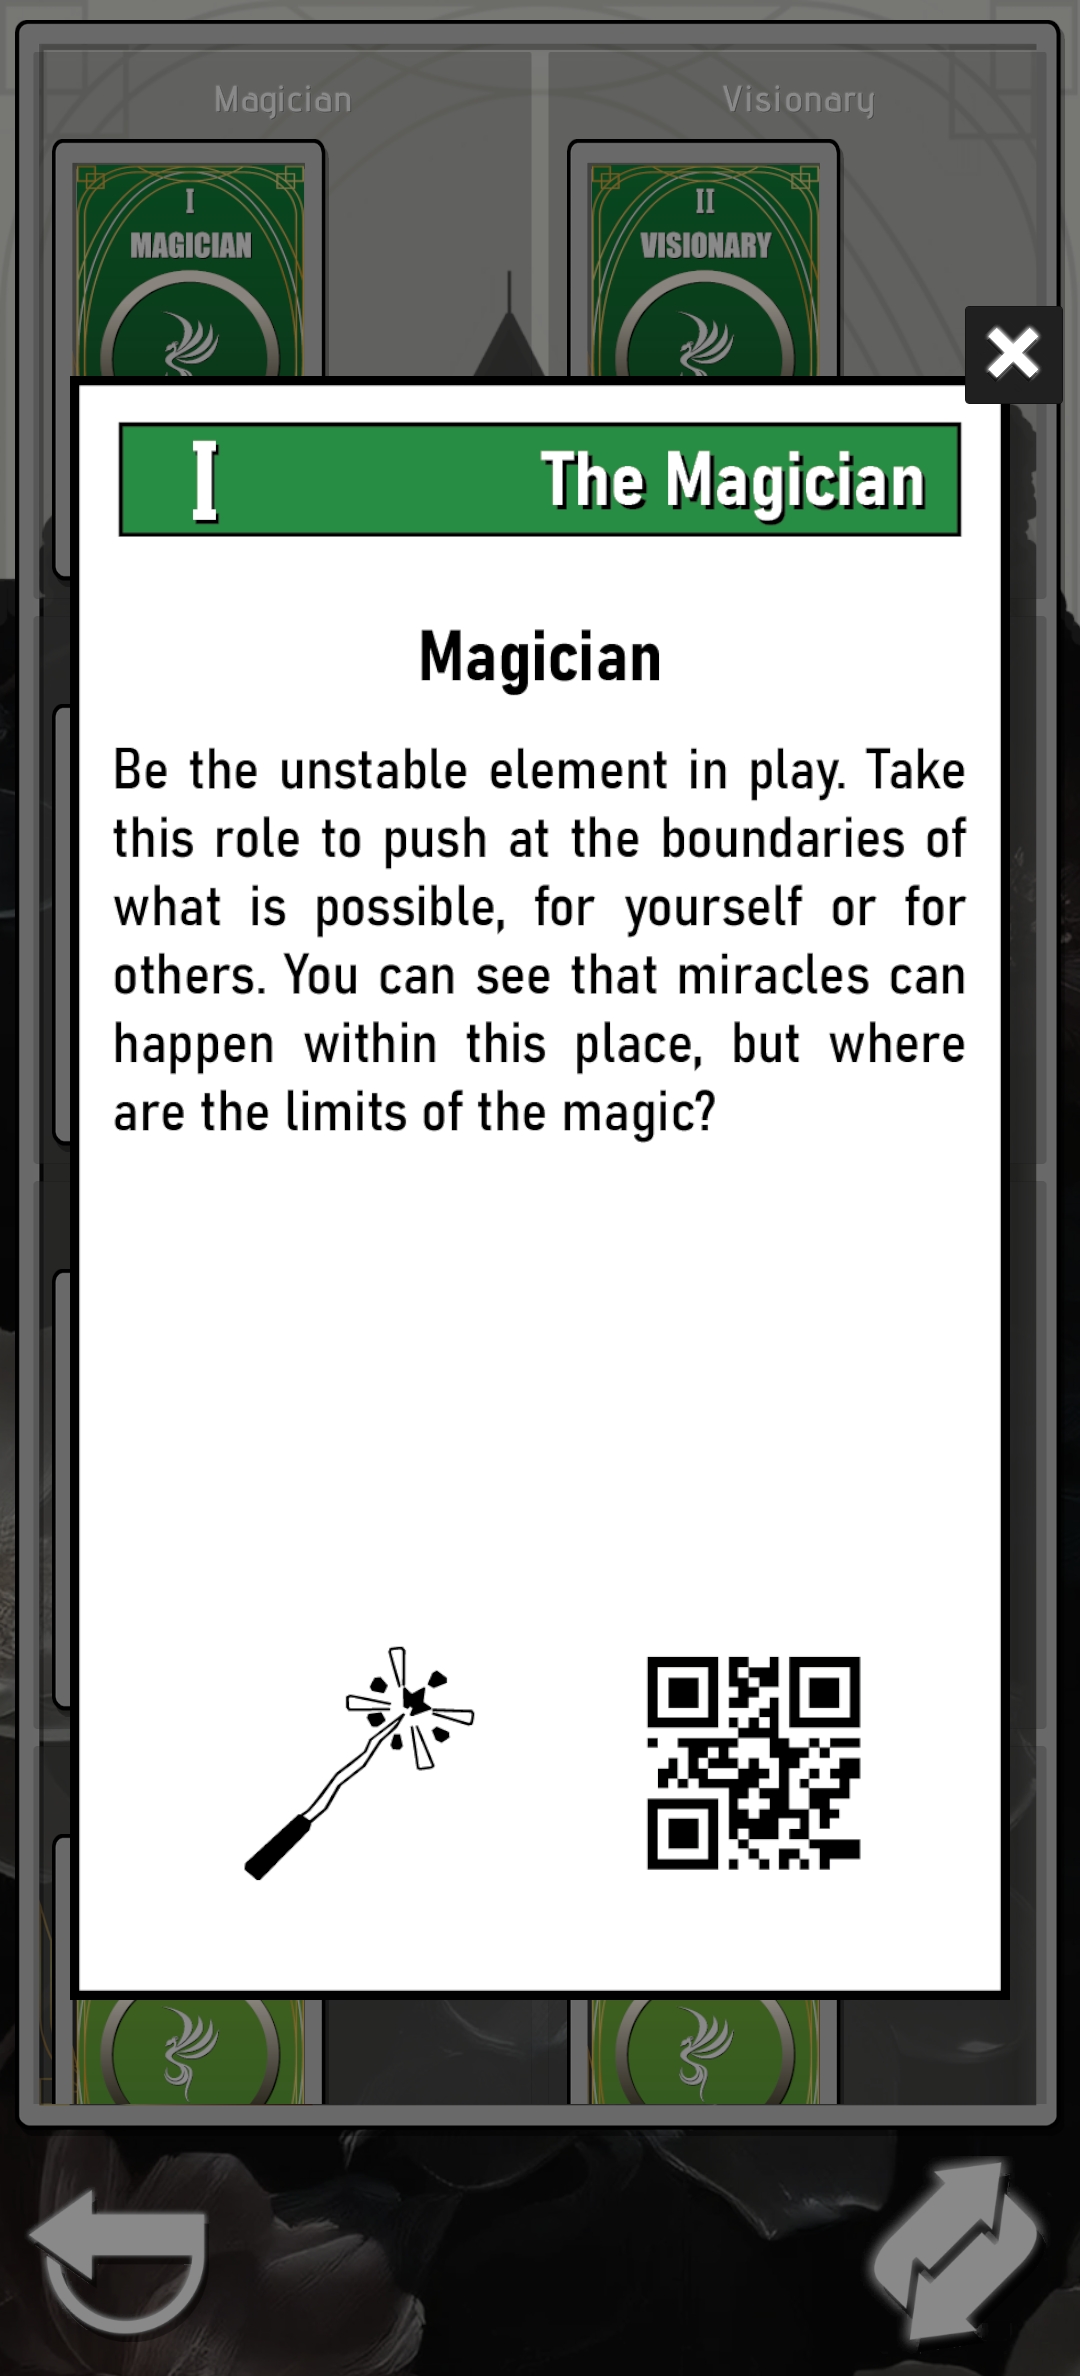 Magician
Visionary
I
MAGICIAN
II
VISIONARY
I
The Magician
Magician
Be the unstable element in play. Take
this role to push at the boundaries of
what is possible, for yourself or for
others. You can see that miracles can
happen within this place, but where
are the limits of the magic?